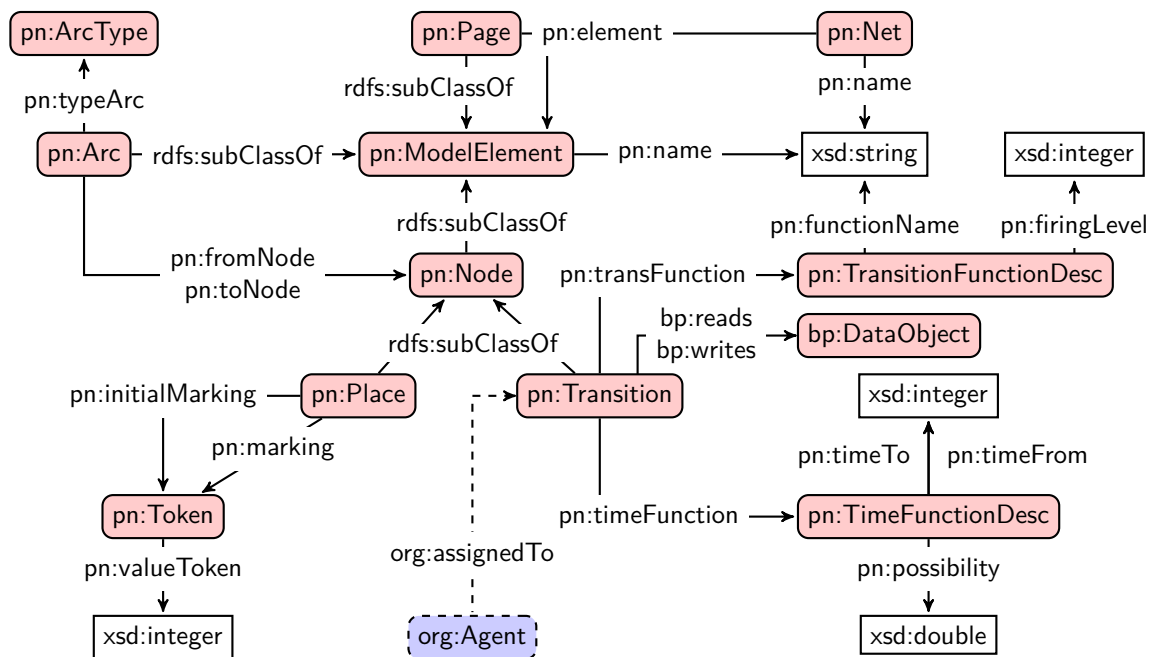 pn:ArcType
pn:Page
pn:element
pn:Net
rdfs:subClassOf
pn:name
pn:typeArc
pn:Arc
rdfs:subClassOf
pn:ModelElement
pn:name
xsd:string
xsd:integer
rdfs:subClassOf
pn:functionName
pn:firingLevel
pn:fromNode
pn:toNode
pn:Node
pn:transFunction
pn:TransitionFunctionDesc
bp:reads
bp:writes
bp:DataObject
rdfs:subClassOf
pn:initialMarking
pn:Place
pn:Transition
xsd:integer
pn:marking
pn:timeTo
pn:timeFrom
pn:Token
pn:timeFunction
pn:TimeFunctionDesc
org:assignedTo
pn:valueToken
pn:possibility
xsd:integer
org:Agent
xsd:double